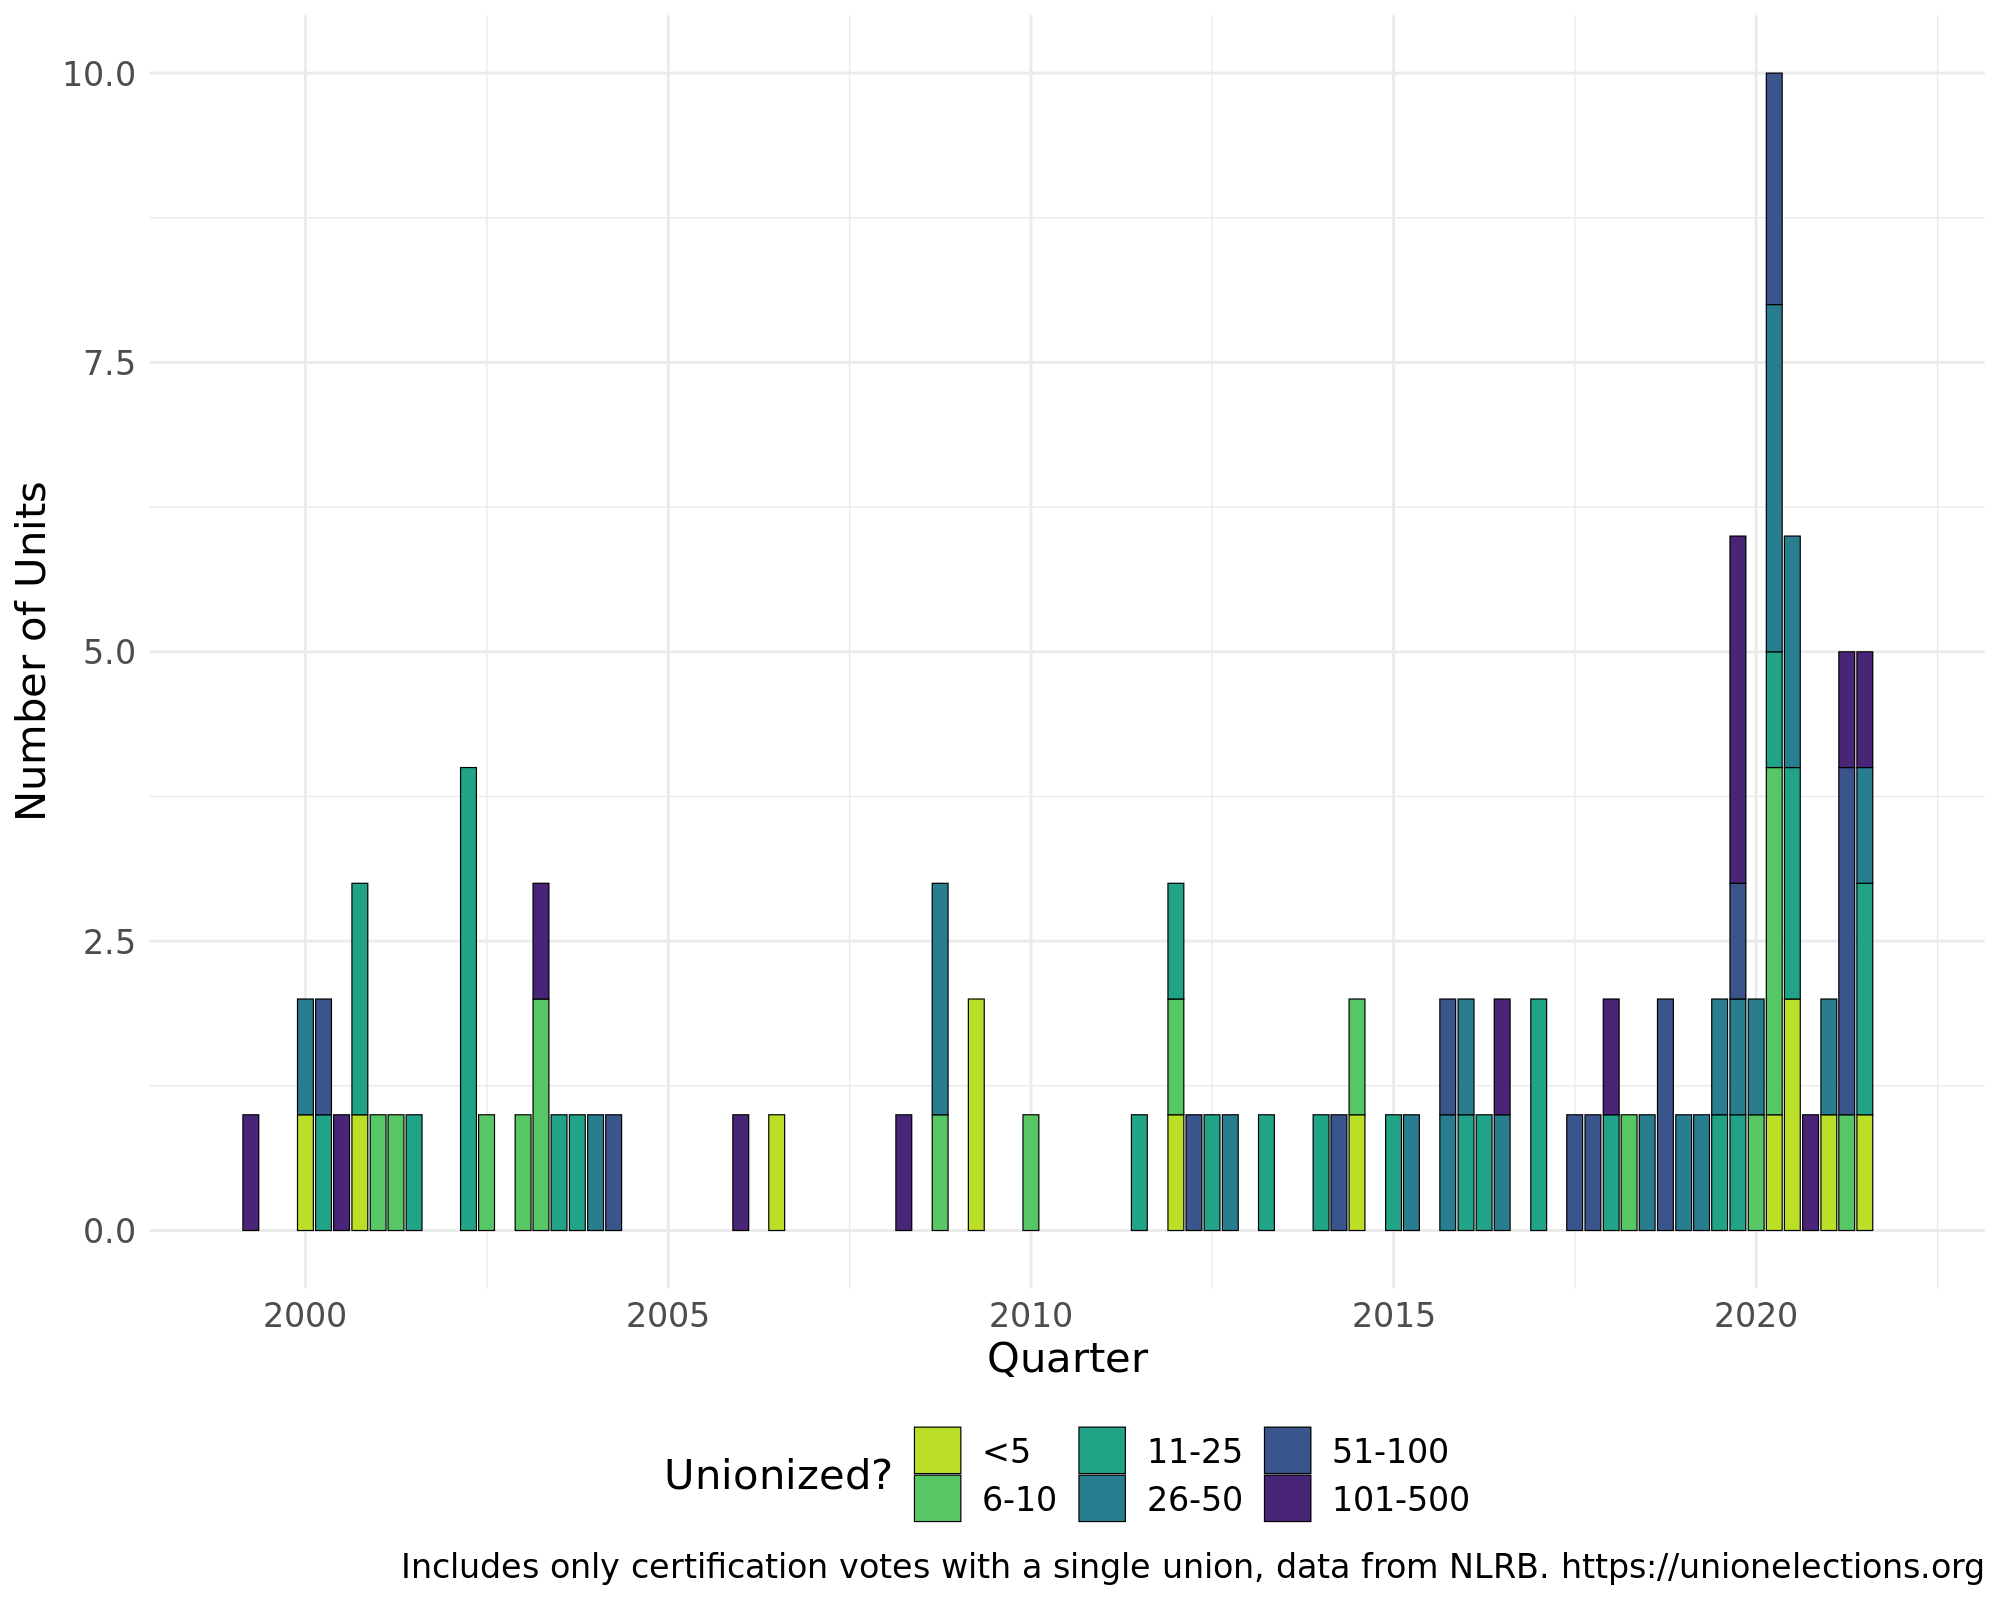 10.0
7.5
5.0
2.5
0.0
Number of Units
2000 2005 2010 2015 2020
Quarter
Unionized?
<5 11-25 51-100
6-10 26-50 101-500
Includes only certification votes with a single union, data from NLRB. https://unionelections.org